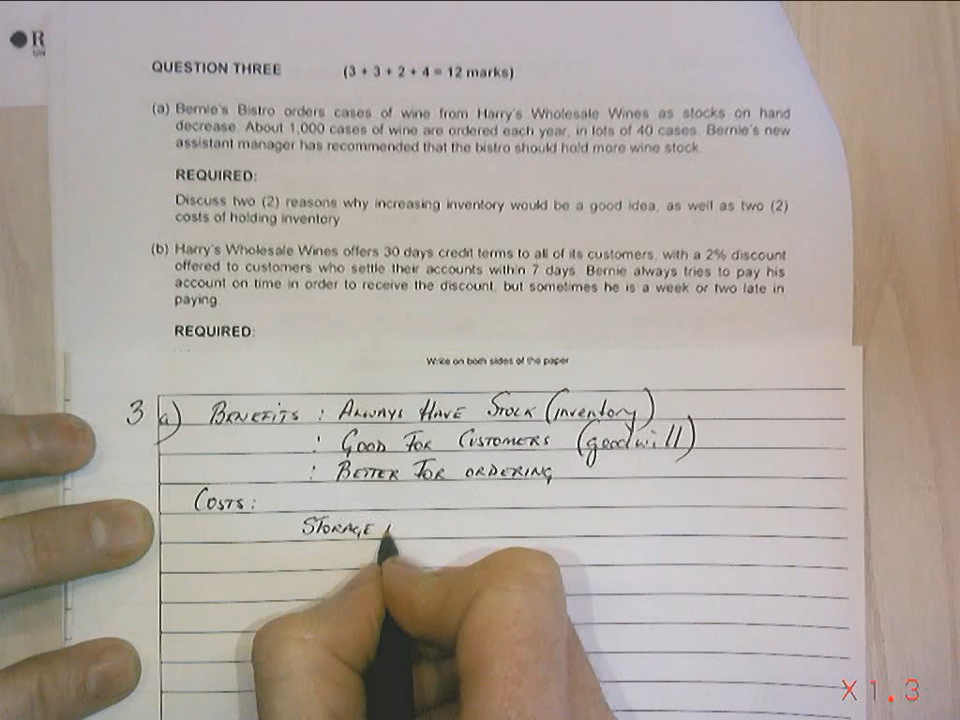 R
QUESTION THREE (3 + 3 + 2 + 4 = 12 marks)
(a) Bernie's Bistro orders cases of wine from Harry's Wholesale Wines as stocks on hand
decrease. About 1,000 cases of wine are ordered each year, in lots of 40 cases. Bernie's new
assistant manager has recommended that the bistro should hold more wine stock.
REQUIRED:
Discuss two (2) reasons why increasing inventory would be a good idea, as well as two (2)
costs of holding inventory.
(b) Harry's Wholesale Wines offers 30 days credit terms to all of its customers, with a 2% discount
offered to customers who settle their accounts within 7 days. Bernie always tries to pay his
account on time in order to receive the discount, but sometimes he is a week or two late in
paying.
REQUIRED:
Write on both sides of the paper
3 a) BENEFITS : ALWAYS HAVE STOCK (inventory)
: GOOD FOR CUSTOMERS (goodwill)
: BETTER FOR ORDERING
COSTS:
STORAGE
X1.3